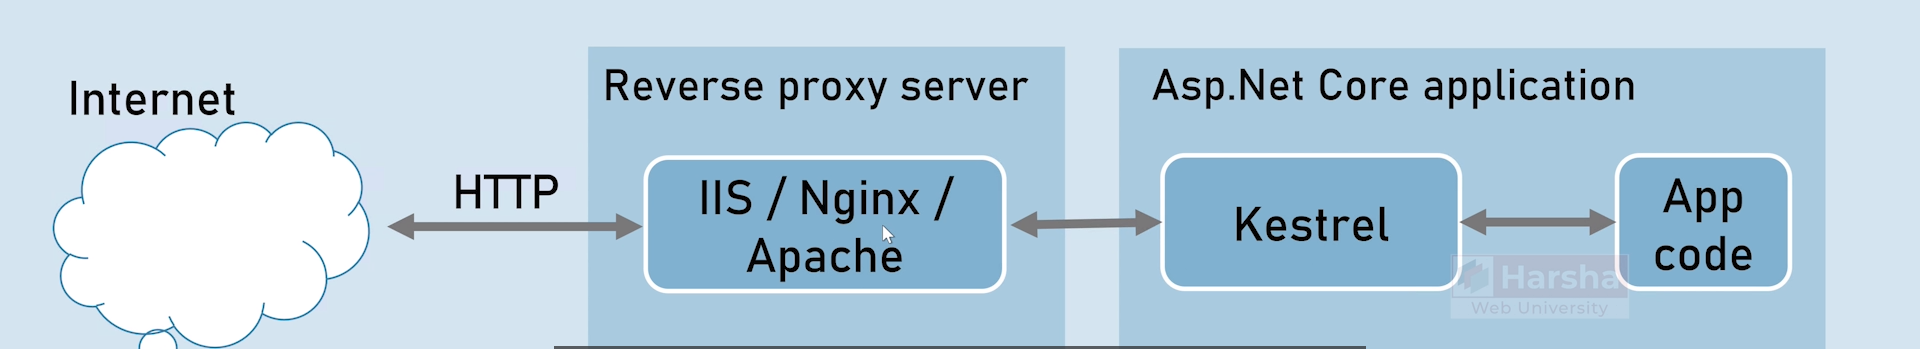 Internet
HTTP
Reverse proxy server
IIS / Nginx /
Apache
Asp.Net Core application
Kestrel
App
code
Harsha
Web University